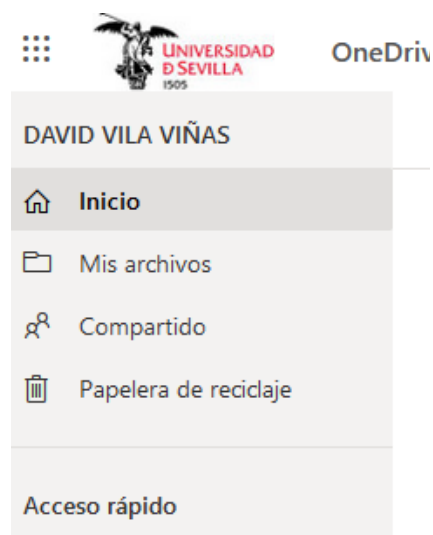 UNIVERSIDAD
D SEVILLA
1505
OneDriv
DAVID VILA VIÑAS
Inicio
Mis archivos
Compartido
Papelera de reciclaje
Acceso rápido